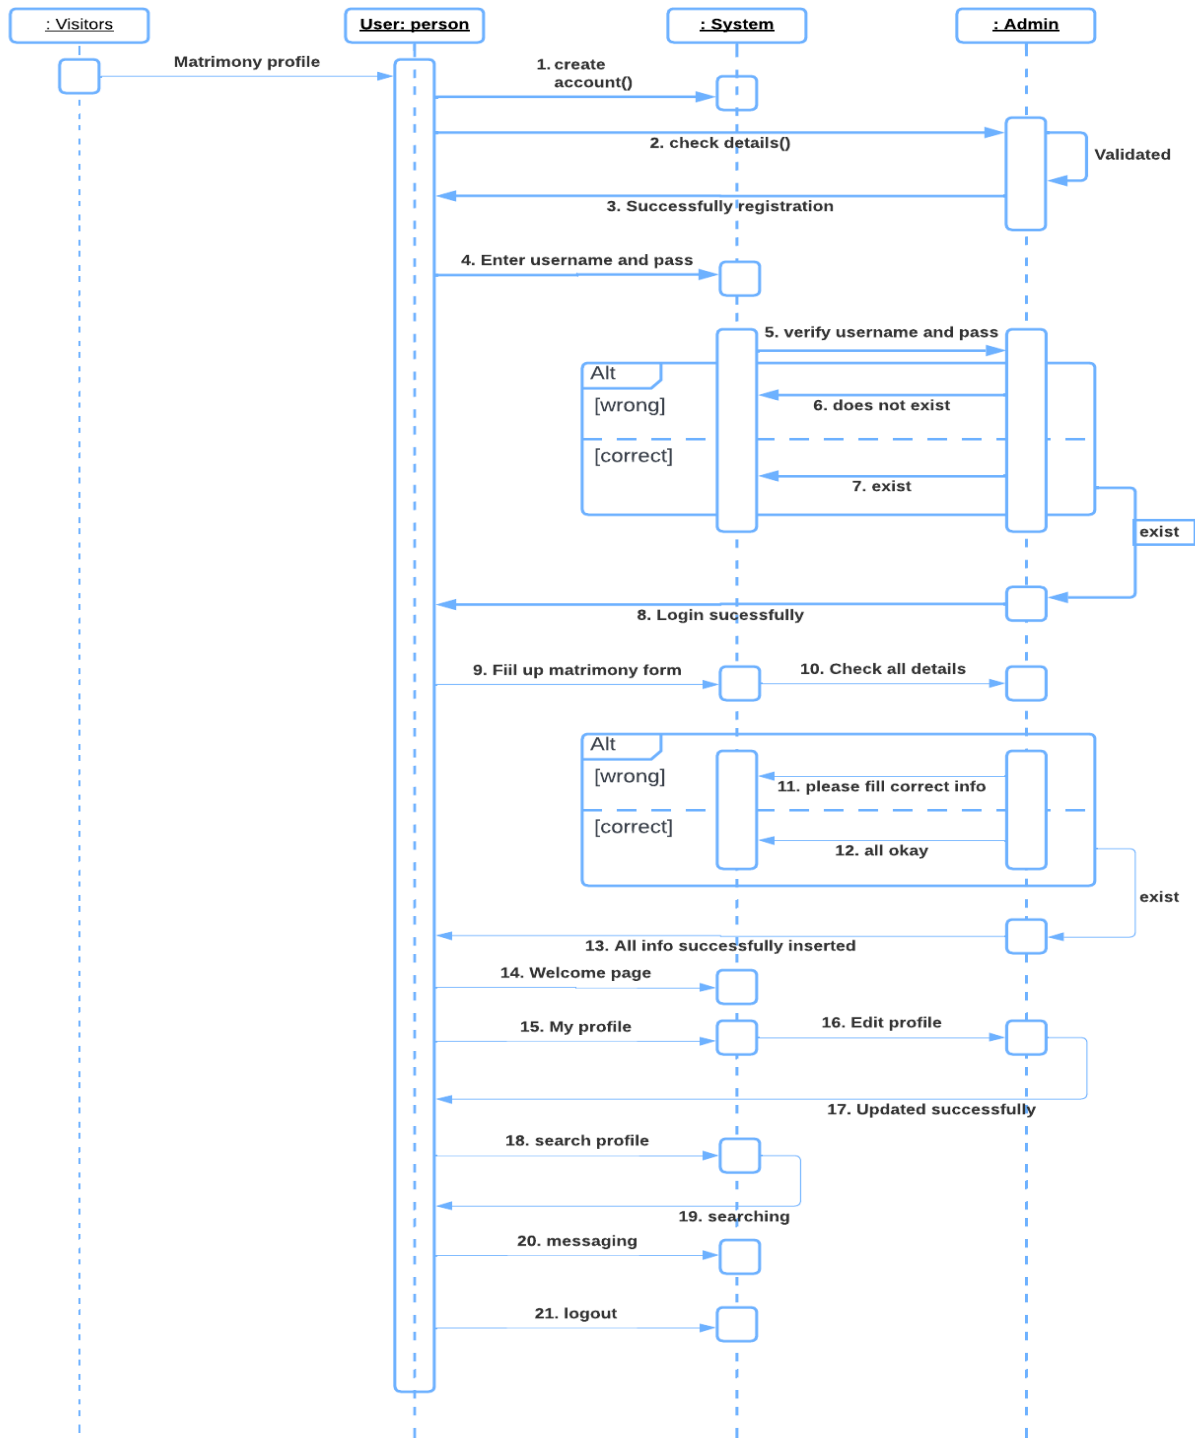 : Visitors
User: person
: System
: Admin
Matrimony profile
1. create
account()
2. check details()
Validated
3. Successfully registration
4. Enter username and pass
5. verify username and pass
Alt
[wrong]
6. does not exist
[correct]
7. exist
exist
8. Login sucessfully
9. Fiil up matrimony form
10. Check all details
Alt
[wrong]
11. please fill correct info
[correct]
12. all okay
exist
13. All info successfully inserted
14. Welcome page
15. My profile
16. Edit profile
17. Updated successfully
18. search profile
19. searching
20. messaging
21. logout